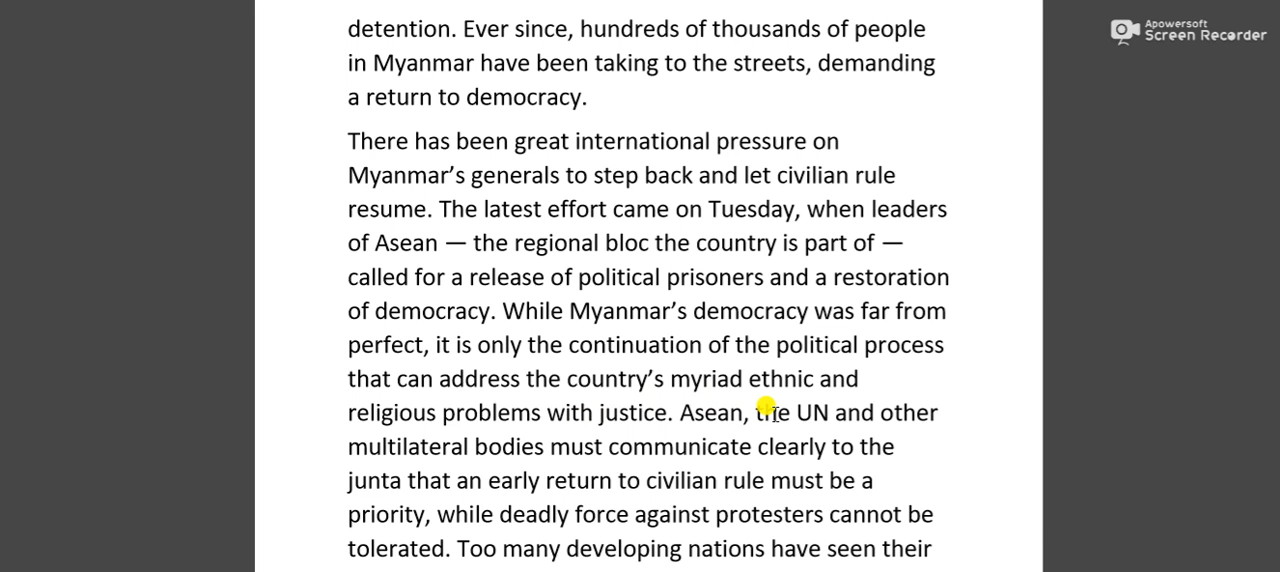 detention. Ever since, hundreds of thousands of people
in Myanmar have been taking to the streets, demanding
a return to democracy.
There has been great international pressure on
Myanmar’s generals to step back and let civilian rule
resume. The latest effort came on Tuesday, when leaders
of Asean — the regional bloc the country is part of —
called for a release of political prisoners and a restoration
of democracy. While Myanmar’s democracy was far from
perfect, it is only the continuation of the political process
that can address the country’s myriad ethnic and
religious problems with justice. Asean, the UN and other
multilateral bodies must communicate clearly to the
junta that an early return to civilian rule must be a
priority, while deadly force against protesters cannot be
tolerated. Too many developing nations have seen their
Apowersoft
Screen Recorder